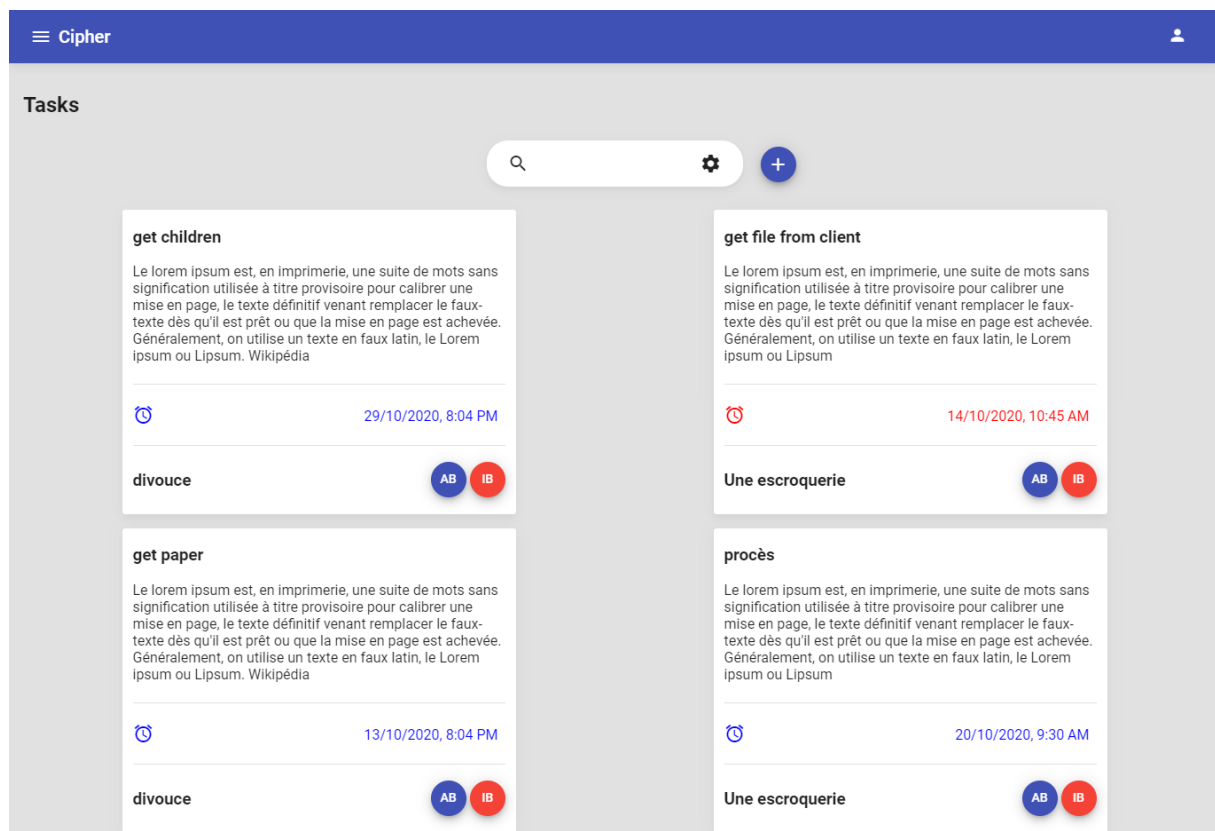 Cipher
Tasks
get children
Le lorem ipsum est, en imprimerie, une suite de mots sans
signification utilisée à titre provisoire pour calibrer une
mise en page, le texte définitif venant remplacer le faux-
texte dès qu'il est prêt ou que la mise en page est achevée.
Généralement, on utilise un texte en faux latin, le Lorem
ipsum ou Lipsum. Wikipédia
29/10/2020, 8:04 PM
divouce
AB
IB
get file from client
Le lorem ipsum est, en imprimerie, une suite de mots sans
signification utilisée à titre provisoire pour calibrer une
mise en page, le texte définitif venant remplacer le faux-
texte dès qu'il est prêt ou que la mise en page est achevée.
Généralement, on utilise un texte en faux latin, le Lorem
ipsum ou Lipsum
14/10/2020, 10:45 AM
Une escroquerie
AB
IB
get paper
Le lorem ipsum est, en imprimerie, une suite de mots sans
signification utilisée à titre provisoire pour calibrer une
mise en page, le texte définitif venant remplacer le faux-
texte dès qu'il est prêt ou que la mise en page est achevée.
Généralement, on utilise un texte en faux latin, le Lorem
ipsum ou Lipsum. Wikipédia
13/10/2020, 8:04 PM
divouce
AB
IB
procès
Le lorem ipsum est, en imprimerie, une suite de mots sans
signification utilisée à titre provisoire pour calibrer une
mise en page, le texte définitif venant remplacer le faux-
texte dès qu'il est prêt ou que la mise en page est achevée.
Généralement, on utilise un texte en faux latin, le Lorem
ipsum ou Lipsum
20/10/2020, 9:30 AM
Une escroquerie
AB
IB